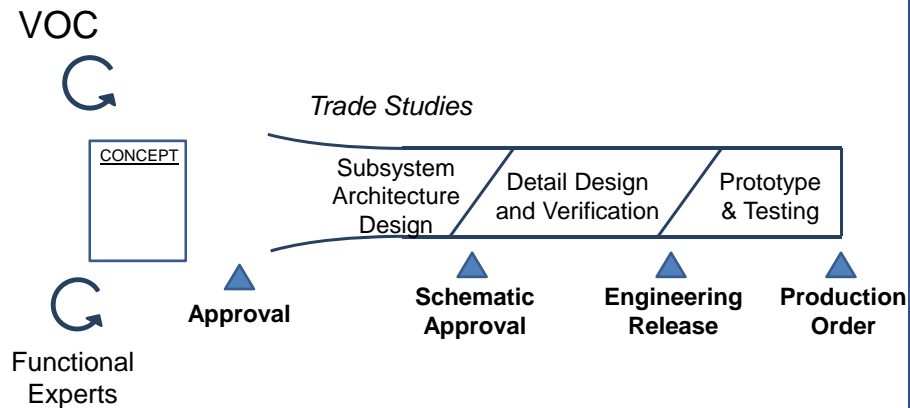 VOC
Trade Studies
CONCEPT
Subsystem
Architecture
Design
Detail Design
and Verification
Prototype
& Testing
Approval
Schematic
Approval
Engineering
Release
Production
Order
Functional
Experts